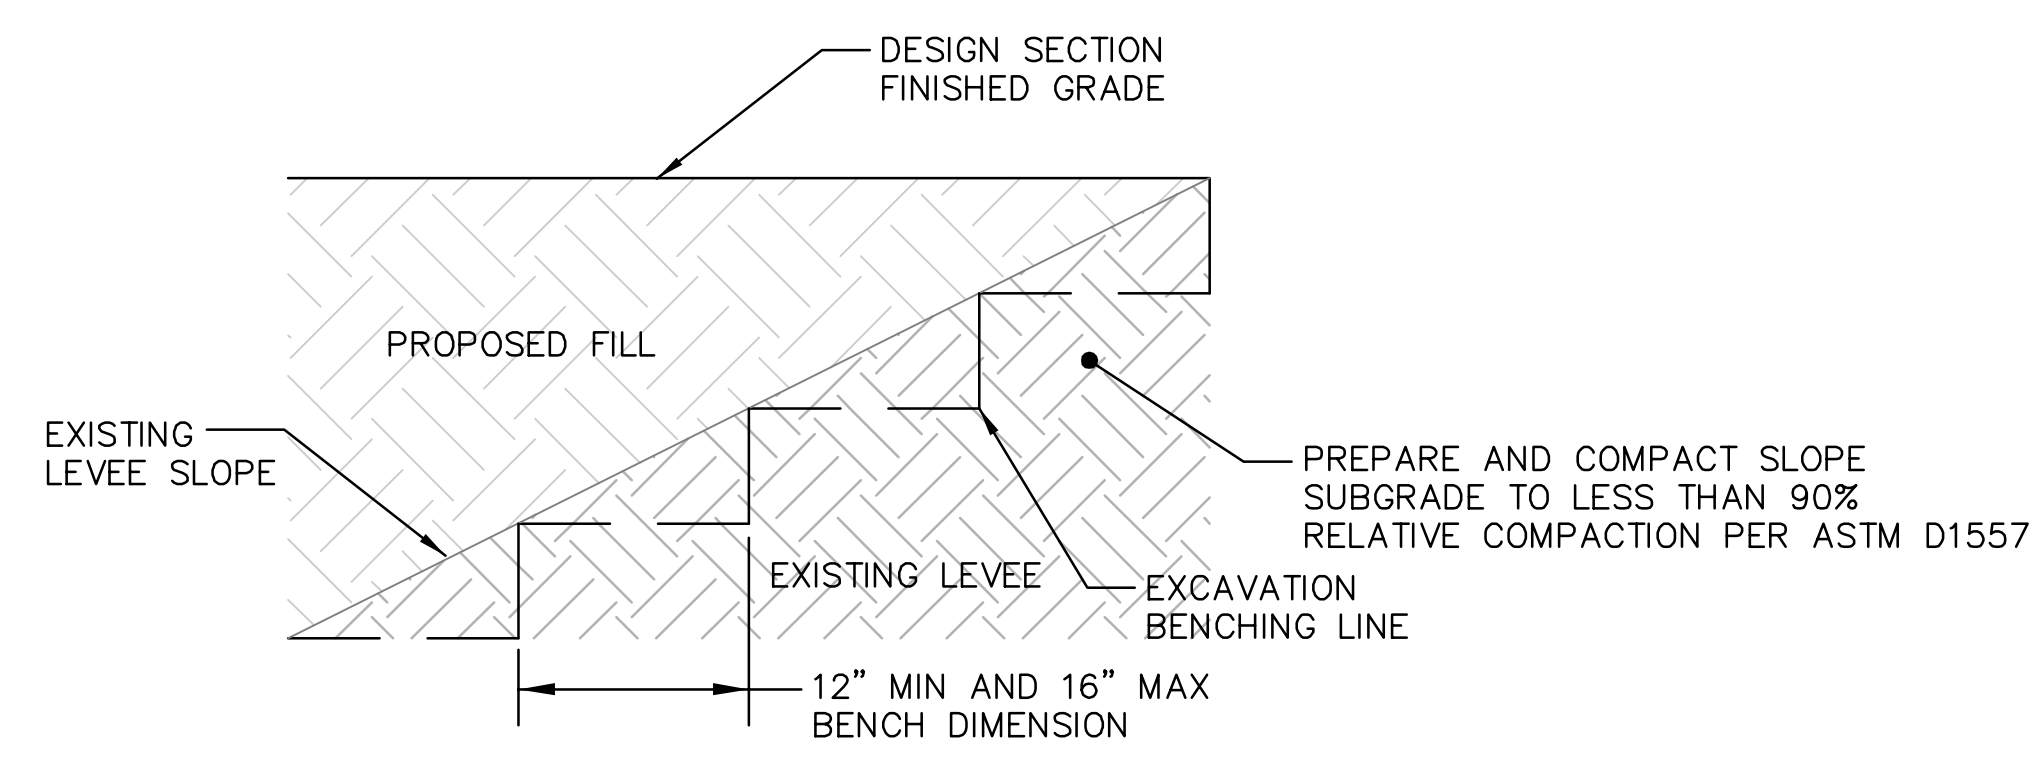 DESIGN SECTION
FINISHED GRADE
PROPOSED FILL
EXISTING
LEVEE SLOPE
PREPARE AND COMPACT SLOPE
SUBGRADE TO LESS THAN 90%
RELATIVE COMPACTION PER ASTM D1557
EXISTING LEVEE
EXCAVATION
BENCHING LINE
12” MIN AND 16” MAX
BENCH DIMENSION